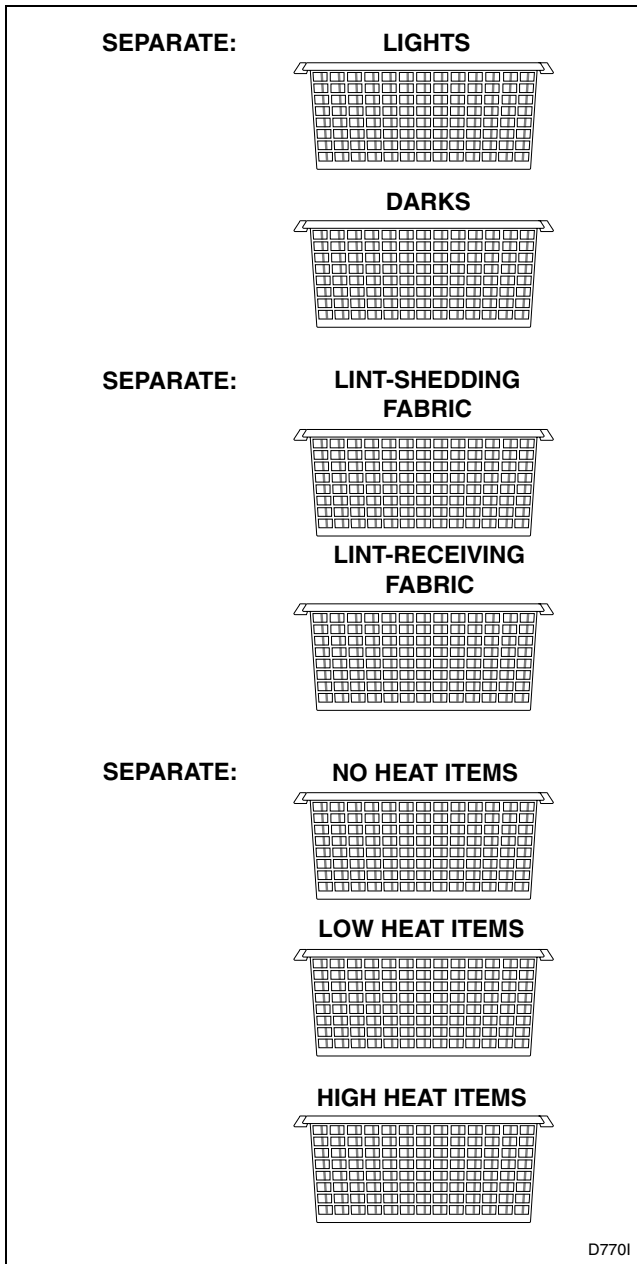 SEPARATE: LIGHTS
DARKS
SEPARATE: LINT-SHEDDING
FABRIC
LINT-RECEIVING
FABRIC
SEPARATE: NO HEAT ITEMS
LOW HEAT ITEMS
HIGH HEAT ITEMS
D770I